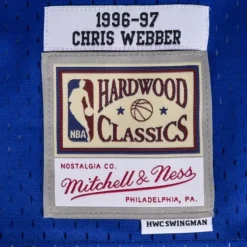 1996-97
CHRIS WEBBER
HARDWOOD
NBA
CLASSICS
NOSTALGIA CO.
Mitchell & Ness
PHILADELPHIA, PA.
HWC SWINGMAN